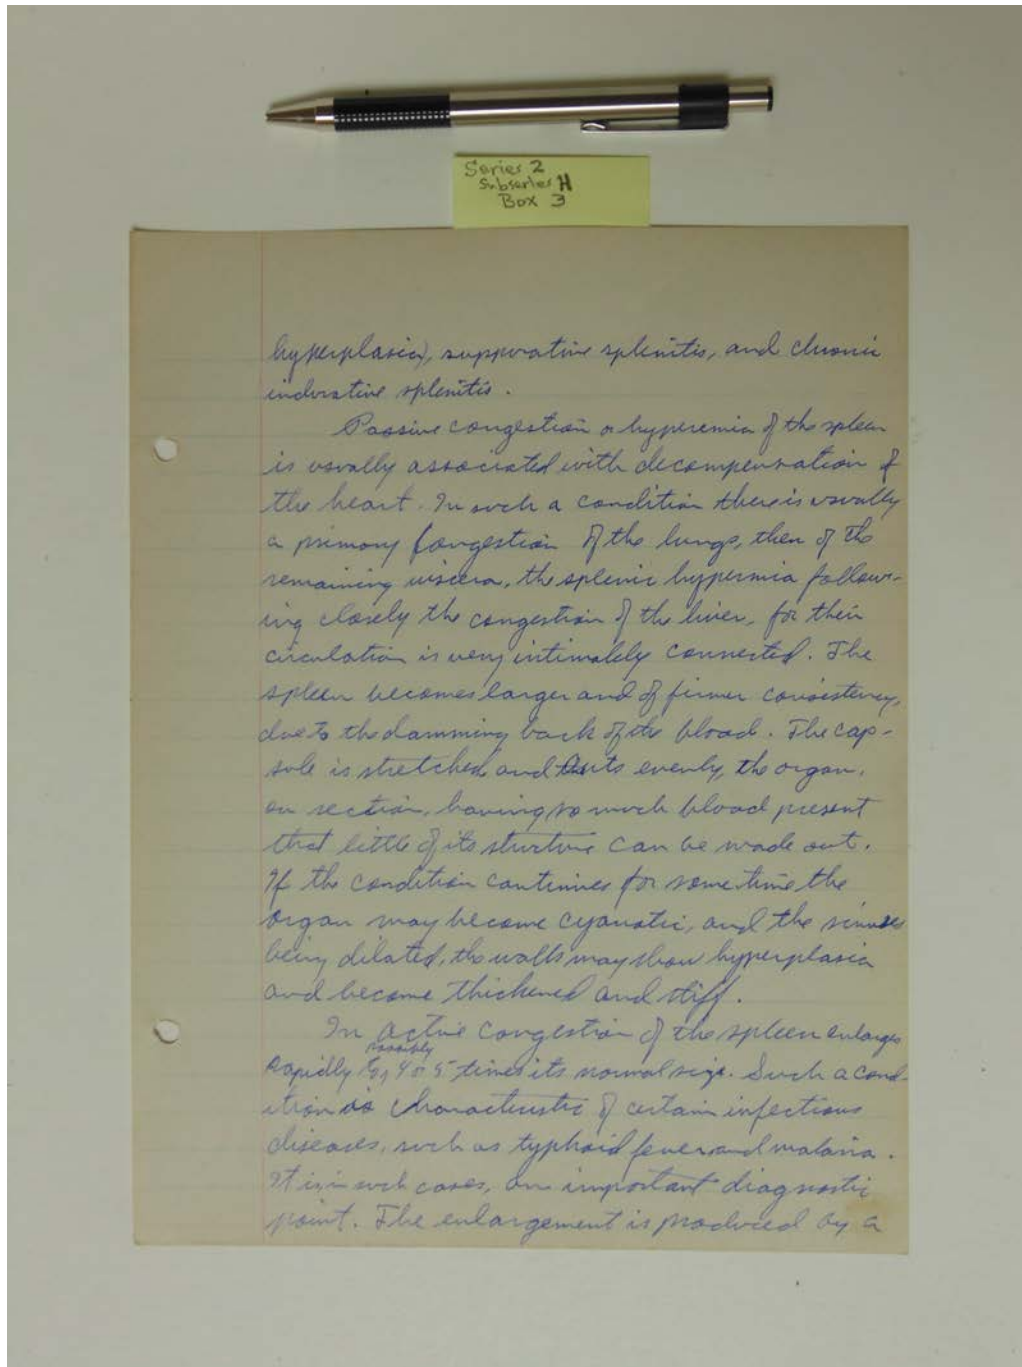 Series 2
Subseries H
Box 3
hyperplasia), suppurative splenitis, and chronic
indurative splenitis.
Passive congestion or hyperemia of the spleen
is usually associated with decompensation of
the heart. In such a condition there is usually
a primary congestion of the lungs, then of the
remaining viscera, the splenic hyperemia follow-
ing closely the congestion of the liver, for their
circulation is very intimately connected. The
spleen becomes larger and of firmer consistency,
due to the damming back of the blood. The cap-
sule is stretched and cuts evenly, the organ,
on section, having so much blood present
that little of its structure can be made out.
If the condition continues for some time the
organ may become cyanotic, and the sinuses
being dilated, the walls may show hyperplasia
and become thickened and stiff.
In active congestion of the spleen enlarges
possibly
rapidly to, 4 or 5 times its normal size. Such a cond-
ition is characteristic of certain infectious
diseases, such as typhoid fever and malaria.
It is, in such cases, an important diagnostic
point. The enlargement is produced by a